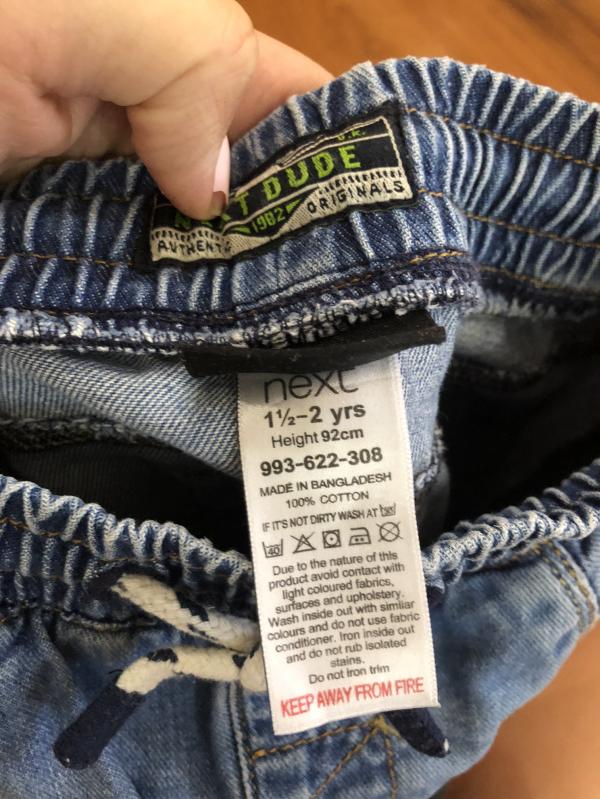 U.K.
DUDE
1982
ORIGINALS
next
1½-2 yrs
Height 92cm
993-622-308
MADE IN BANGLADESH
100% COTTON
IF IT'S NOT DIRTY WASH AT 30°
40
Due to the nature of this
product avoid contact with
light coloured fabrics,
surfaces and upholstery.
Wash inside out with similar
colours and do not use fabric
conditioner. Iron inside out
and do not rub isolated
stains.
Do not iron trim
KEEP AWAY FROM FIRE